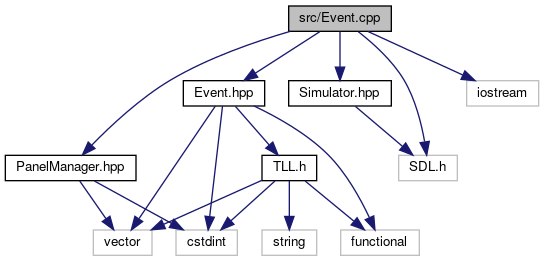 src/Event.cpp
Event.hpp
Simulator.hpp
iostream
PanelManager.hpp
TLL.h
SDL.h
vector
cstdint
string
functional